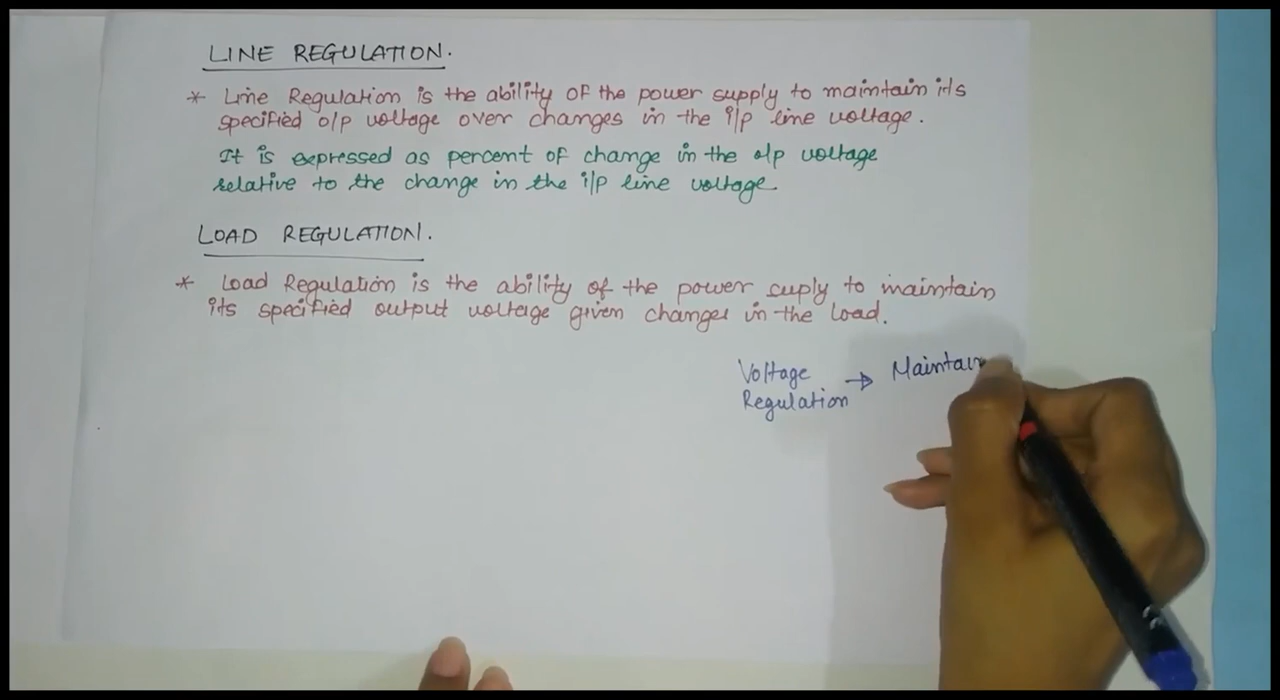 LINE REGULATION.
* Line Regulation is the ability of the power supply to maintain its
specified o/p voltage over changes in the i/p line voltage.
It is expressed as percent of change in the o/p voltage
relative to the change in the i/p line voltage.
LOAD REGULATION.
* Load Regulation is the ability of the power suply to maintain
its specified output voltage given changes in the load.
Voltage
Regulation → Maintain